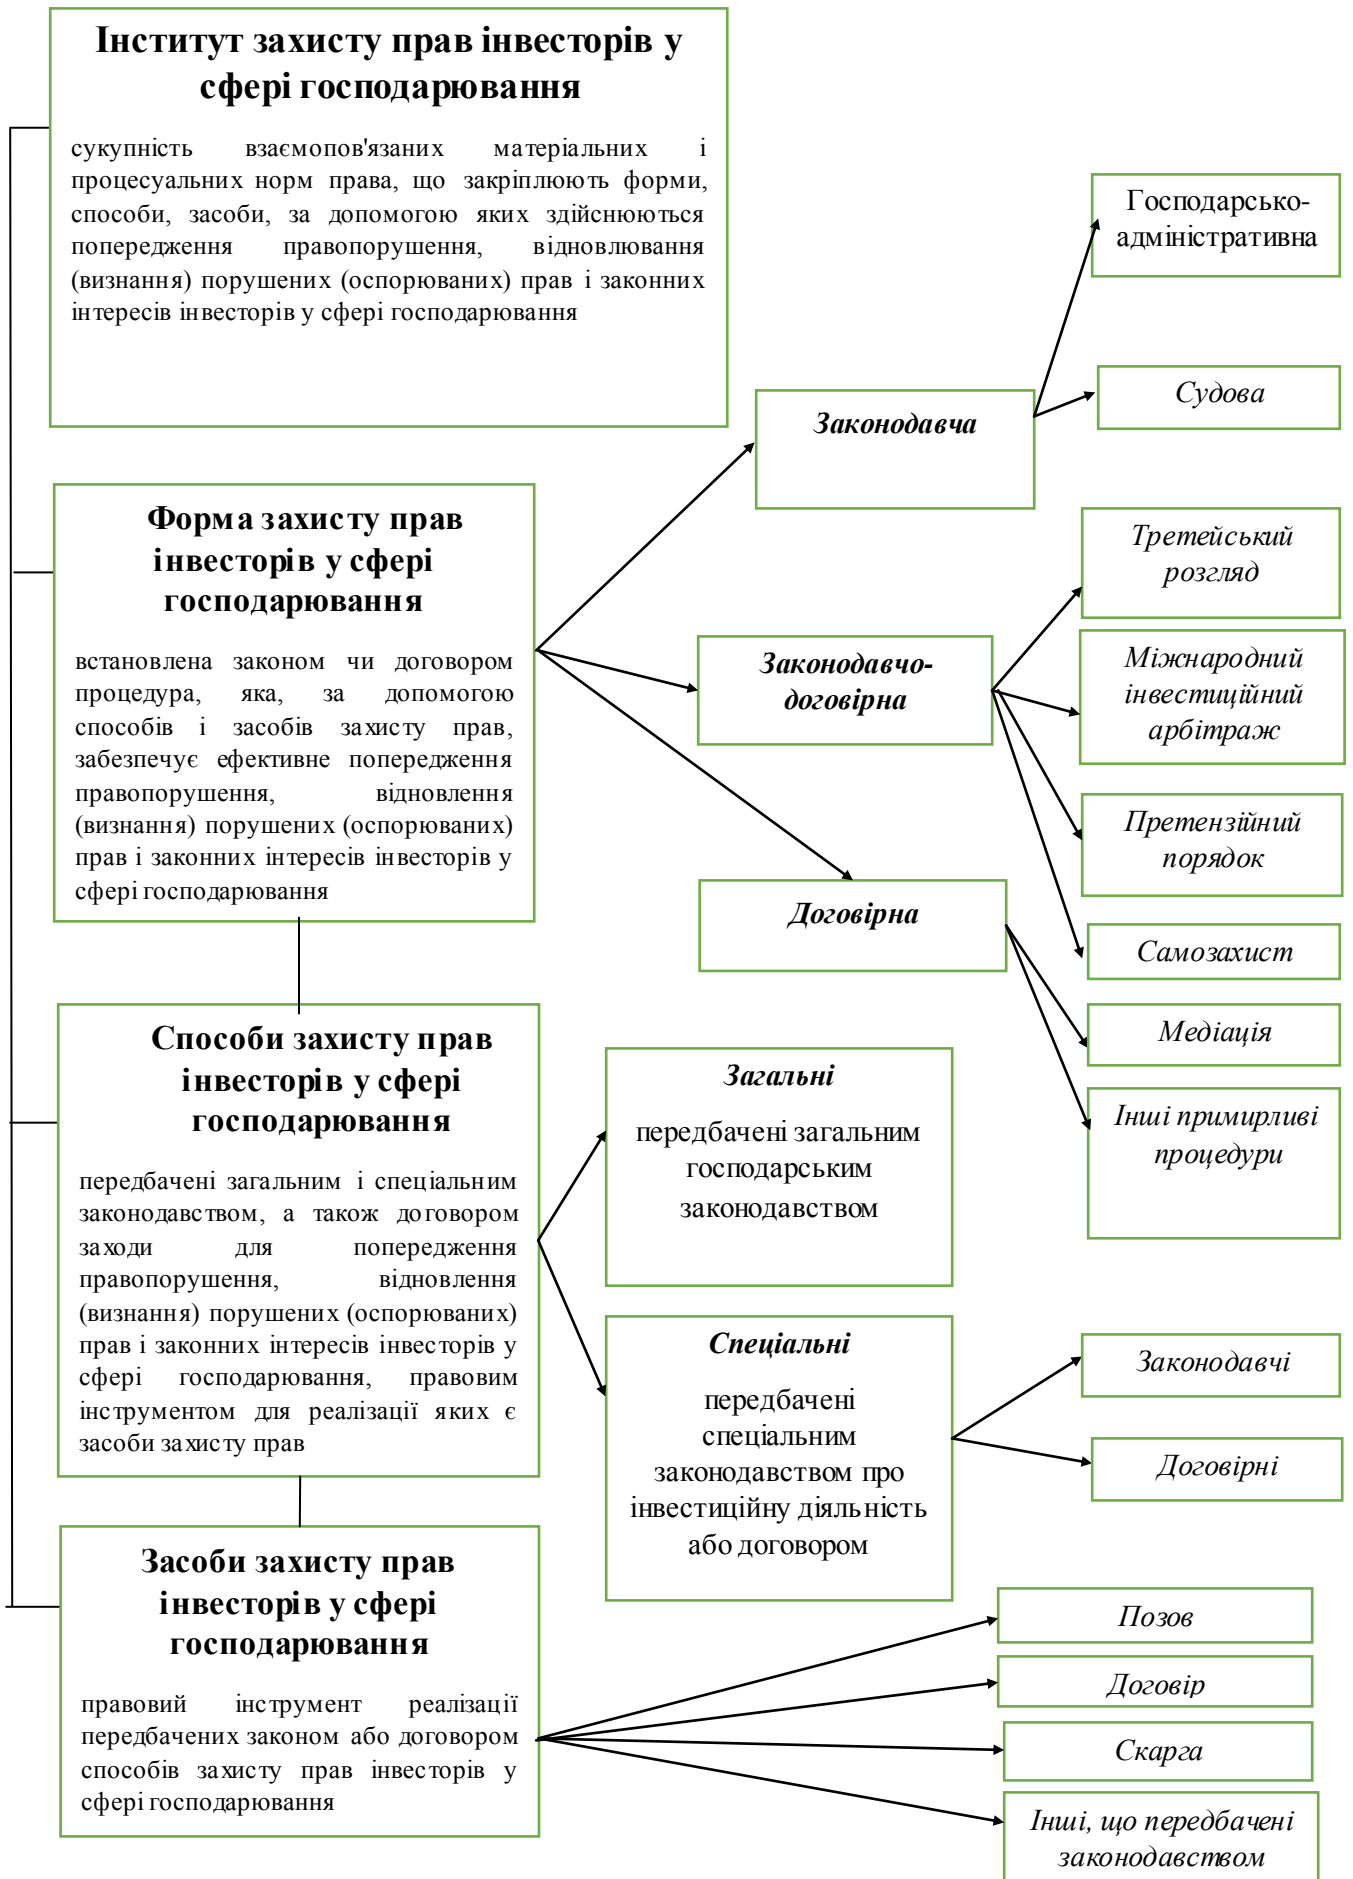 Інститут захисту прав інвесторів у
сфері господарювання
сукупність взаємопов'язаних матеріальних і
процесуальних норм права, що закріплюють форми,
способи, засоби, за допомогою яких здійснюються
попередження правопорушення, відновлювання
(визнання) порушених (оспорюваних) прав і законних
інтересів інвесторів у сфері господарювання
Господарсько-
адміністративна
Судова
Законодавча
Форма захисту прав
інвесторів у сфері
господарювання
встановлена законом чи договором
процедура, яка, за допомогою
способів і засобів захисту прав,
забезпечує ефективне попередження
правопорушення, відновлення
(визнання) порушених (оспорюваних)
прав і законних інтересів інвесторів у
сфері господарювання
Законодавчо-
договірна
Третейський
розгляд
Міжнародний
інвестиційний
арбітраж
Претензійний
порядок
Самозахист
Договірна
Медіація
Інші примирливі
процедури
Способи захисту прав
інвесторів у сфері
господарювання
передбачені загальним і спеціальним
законодавством, а також договором
заходи для попередження
правопорушення, відновлення
(визнання) порушених (оспорюваних)
прав і законних інтересів інвесторів у
сфері господарювання, правовим
інструментом для реалізації яких є
засоби захисту прав
Загальні
передбачені загальним
господарським
законодавством
Спеціальні
передбачені
спеціальним
законодавством про
інвестиційну діяльність
або договором
Законодавчі
Договірні
Засоби захисту прав
інвесторів у сфері
господарювання
правовий інструмент реалізації
передбачених законом або договором
способів захисту прав інвесторів у
сфері господарювання
Позов
Договір
Скарга
Інші, що передбачені
законодавством